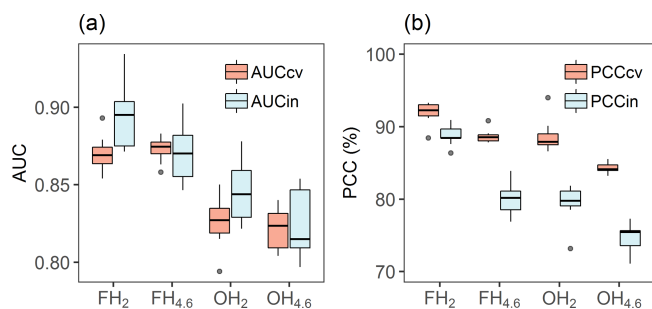 (a)
AUC
0.90
0.85
0.80
AUCcv
AUCin
FH₂ FH₄.₆ OH₂ OH₄.₆
(b)
PCC (%)
100
90
80
70
PCCcv
PCCin
FH₂ FH₄.₆ OH₂ OH₄.₆